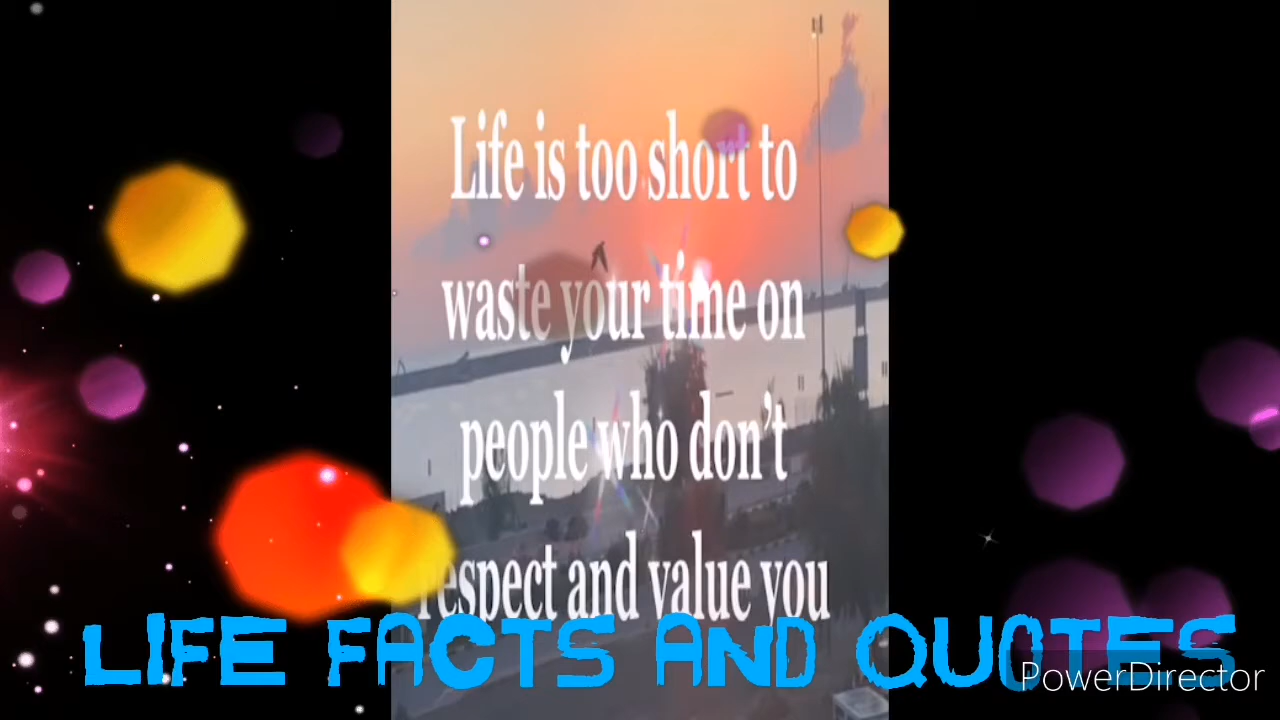 Life is too short to
waste your time on
people who don't
respect and value you
LIFE FACTS AND QUOTES
PowerDirector